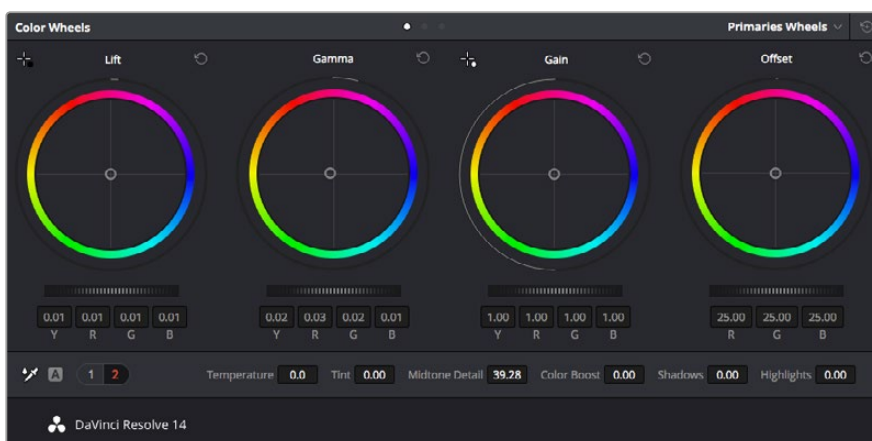 Color Wheels Primaries Wheels
Lift Gamma Gain Offset
0.01 0.01 0.01 0.01 0.02 0.03 0.02 0.01 1.00 1.00 1.00 1.00 25.00 25.00 25.00
Y R G B Y R G B Y R G B R G B
A 1 2 Temperature 0.0 Tint 0.00 Midtone Detail 39.28 Color Boost 0.00 Shadows 0.00 Highlights 0.00
DaVinci Resolve 14